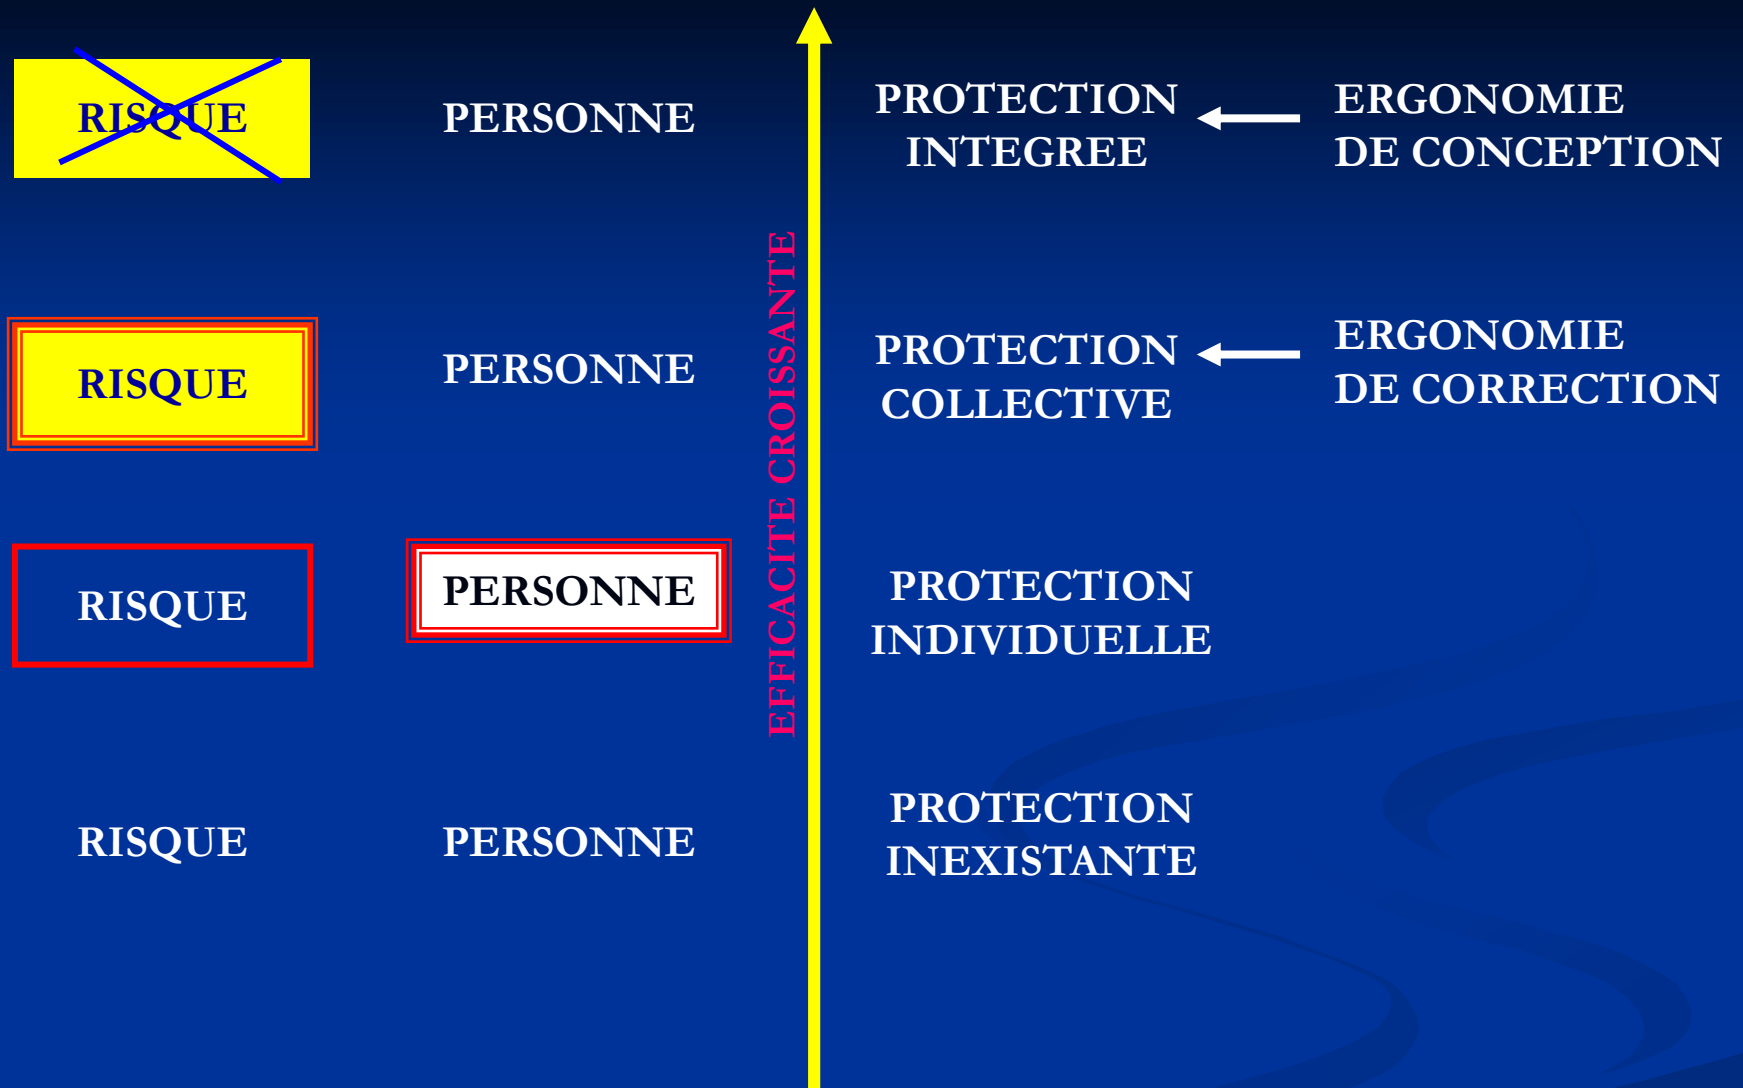 RISQUE
PERSONNE
PROTECTION
INTEGREE
ERGONOMIE
DE CONCEPTION
RISQUE
PERSONNE
PROTECTION
COLLECTIVE
ERGONOMIE
DE CORRECTION
EFFICACITE CROISSANTE
RISQUE
PERSONNE
PROTECTION
INDIVIDUELLE
RISQUE
PERSONNE
PROTECTION
INEXISTANTE